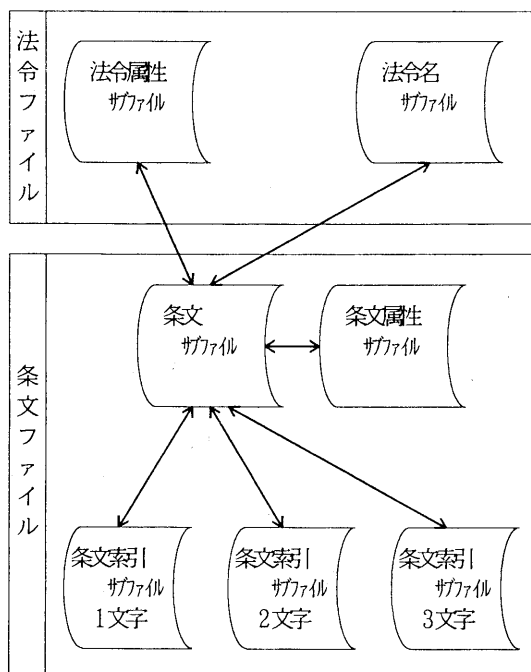 法令ファイル
法令属性
サブファイル
法令名
サブファイル
条文ファイル
条文
サブファイル
条文属性
サブファイル
条文索引
サブファイル
1文字
条文索引
サブファイル
2文字
条文索引
サブファイル
3文字